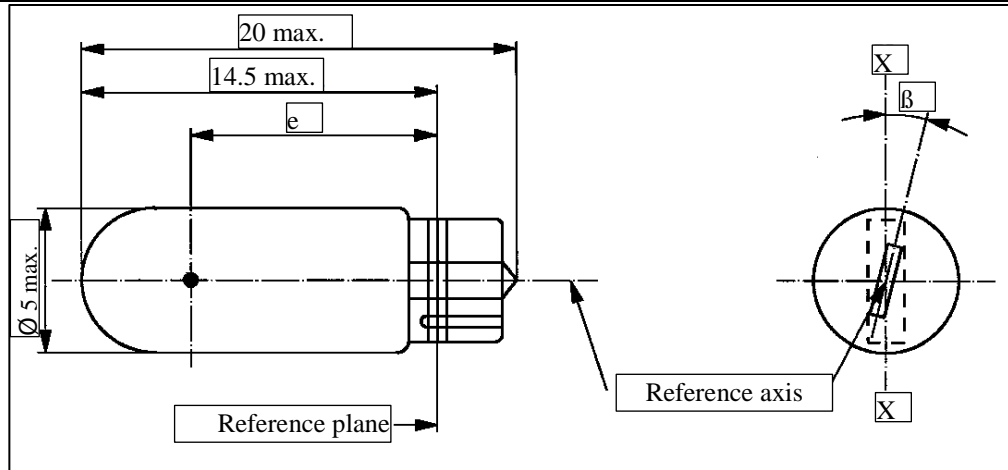 20 max.
14.5 max.
e
Ø 5 max.
Reference plane
X
ß
Reference axis
X